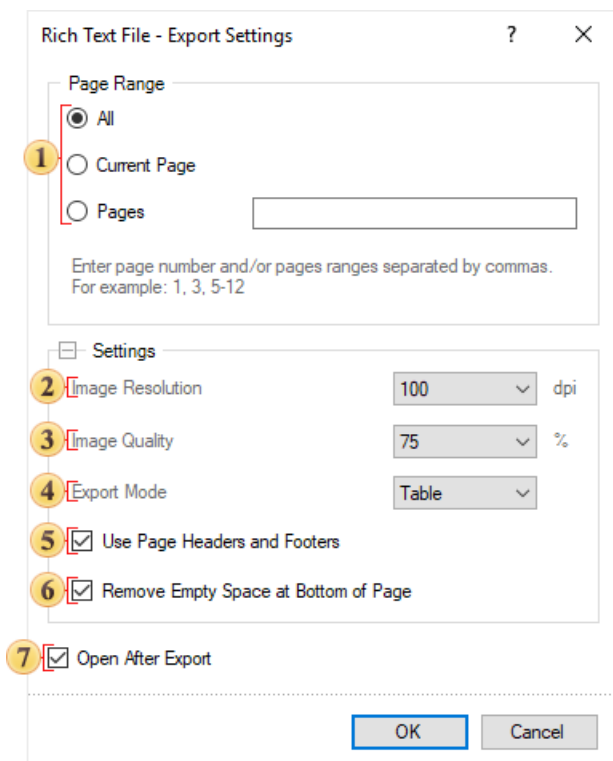 Rich Text File - Export Settings ? ×
Page Range
All
1
Current Page
Pages
Enter page number and/or pages ranges separated by commas.
For example: 1, 3, 5-12
Settings
2 Image Resolution 100 dpi
3 Image Quality 75 %
4 Export Mode Table
5 Use Page Headers and Footers
6 Remove Empty Space at Bottom of Page
7 Open After Export
OK Cancel